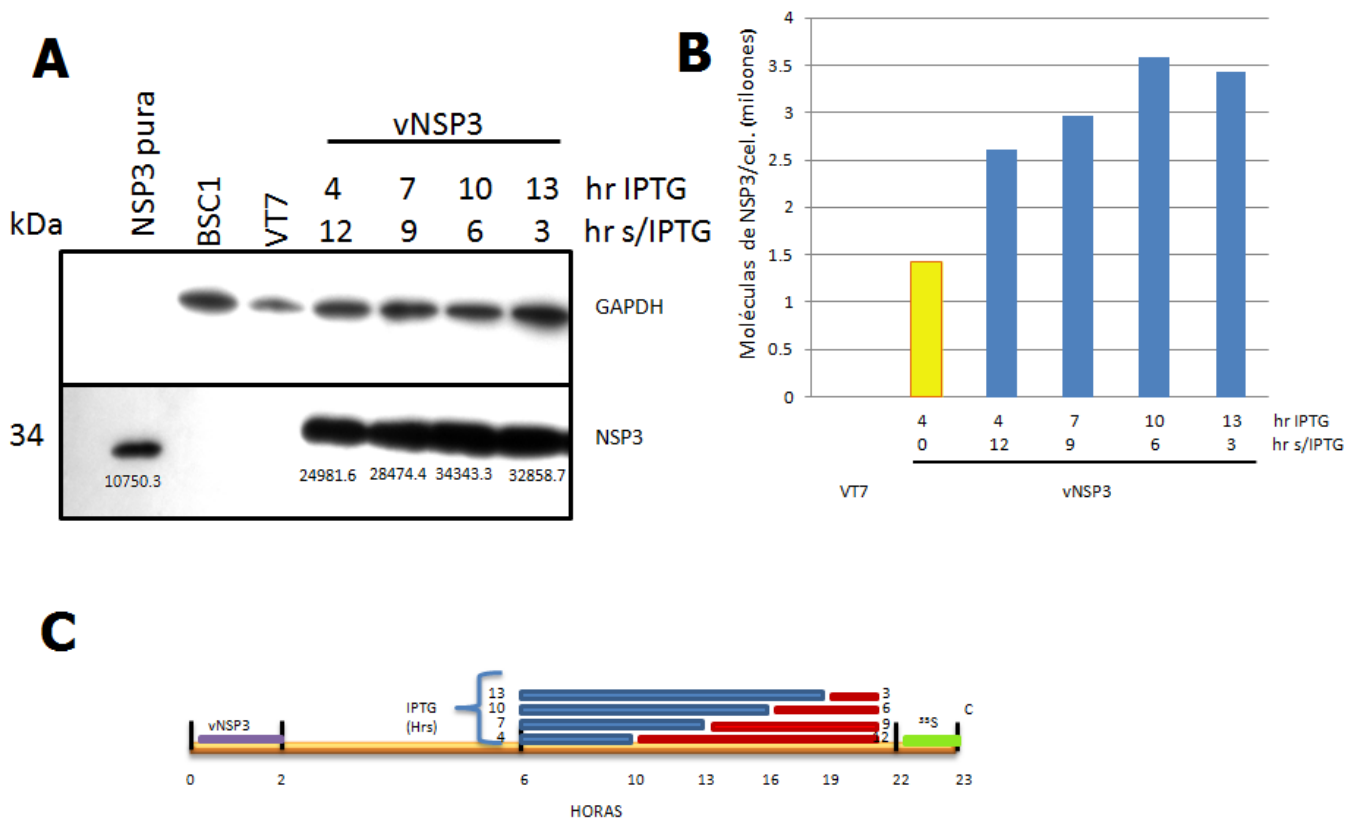 A
NSP3 pura
BSC1
VT7
vNSP3
4 7 10 13 hr IPTG
12 9 6 3 hr s/IPTG
kDa
GAPDH
34
NSP3
10750.3 24981.6 28474.4 34343.3 32858.7
B
Moléculas de NSP3/cel. (miloones)
4
3.5
3
2.5
2
1.5
1
0.5
0
4 4 7 10 13 hr IPTG
0 12 9 6 3 hr s/IPTG
VT7 vNSP3
C
IPTG
(Hrs)
13 3
10 6
7 9
4 12
vNSP3
³⁵S
C
0 2 6 10 13 16 19 22 23
HORAS